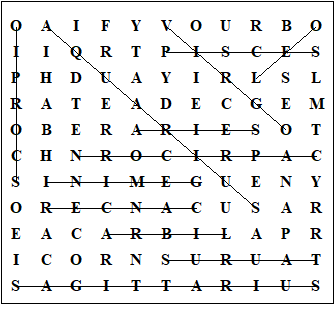 O A I F Y V O U R B O
I I Q R T P I S C E S
P H D U A Y I R L S L
R A T E A D E C G E M
O B E R A R I E S O T
C H N R O C I R P A C
S I N I M E G U E N Y
O R E C N A C U S A R
E A C A R B I L A P R
I C O R N S U R U A T
S A G I T T A R I U S